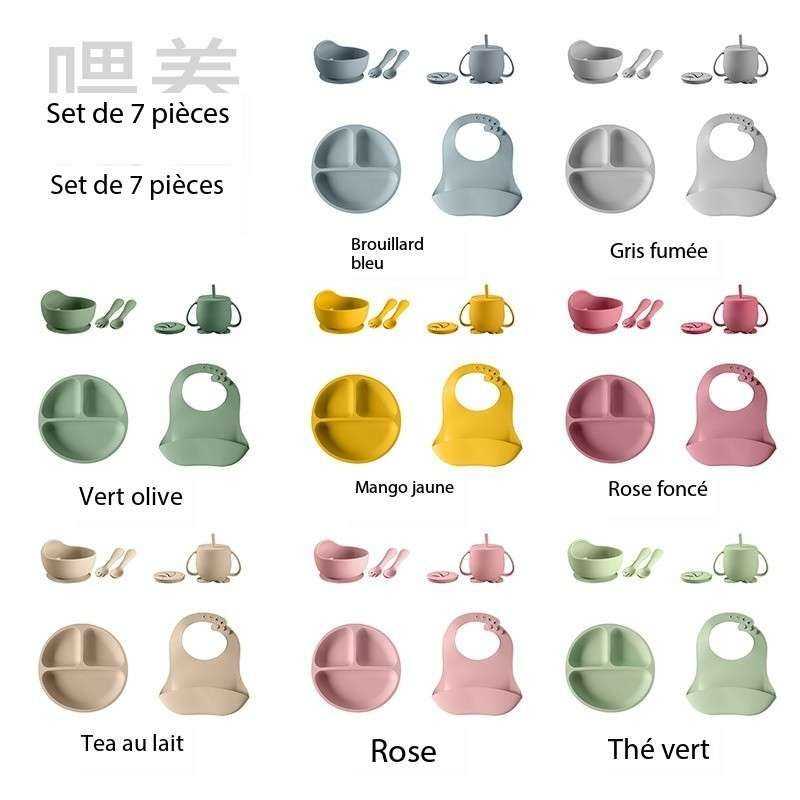 嘿美
Set de 7 pièces
Set de 7 pièces
Brouillard
bleu
Gris fumée
Vert olive
Mango jaune
Rose foncé
Tea au lait
Rose
Thé vert